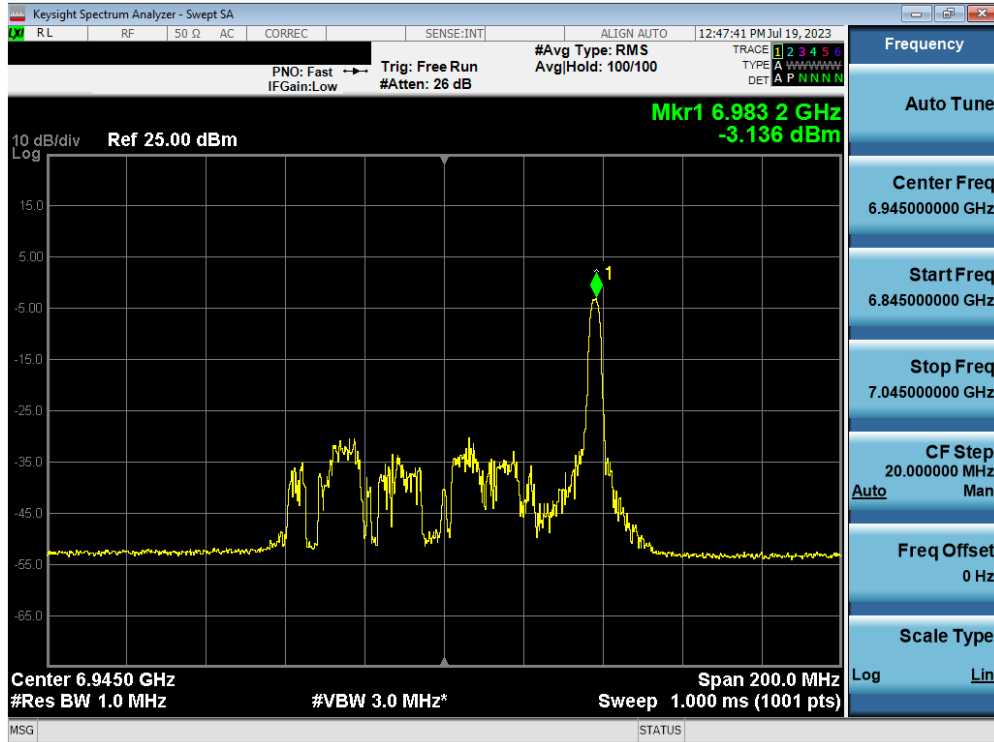 Keysight Spectrum Analyzer - Swept SA
LXI RL RF 50 Ω AC CORREC SENSE:INT ALIGN AUTO 12:47:41 PM Jul 19, 2023
PNO: Fast
IFGain:Low
Trig: Free Run
#Atten: 26 dB
#Avg Type: RMS
Avg|Hold: 100/100
TRACE 1 2 3 4 5 6
TYPE A WWWWW
DET A P N N N N
Mkr1 6.983 2 GHz
-3.136 dBm
10 dB/div Ref 25.00 dBm
Log
15.0
5.00
-5.00
-15.0
-25.0
-35.0
-45.0
-55.0
-65.0
1
Center 6.9450 GHz Span 200.0 MHz
#Res BW 1.0 MHz #VBW 3.0 MHz* Sweep 1.000 ms (1001 pts)
MSG STATUS
Frequency
Auto Tune
Center Freq
6.945000000 GHz
Start Freq
6.845000000 GHz
Stop Freq
7.045000000 GHz
CF Step
20.000000 MHz
Auto Man
Freq Offset
0 Hz
Scale Type
Log Lin